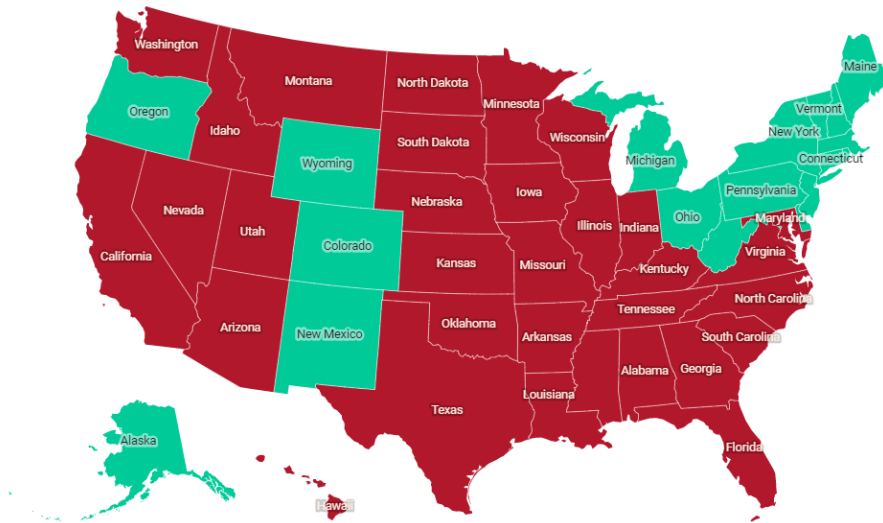 Washington
Montana
North Dakota
Minnesota
Maine
Oregon
Idaho
Vermont
New York
Wisconsin
South Dakota
Michigan
Connecticut
Wyoming
Pennsylvania
Iowa
Nebraska
Nevada
Utah
Illinois
Indiana
Ohio
Maryland
Colorado
California
Kansas
Missouri
Kentucky
Virginia
Arizona
New Mexico
Oklahoma
Arkansas
Tennessee
North Carolina
South Carolina
Alabama
Georgia
Louisiana
Texas
Florida
Alaska
Hawaii